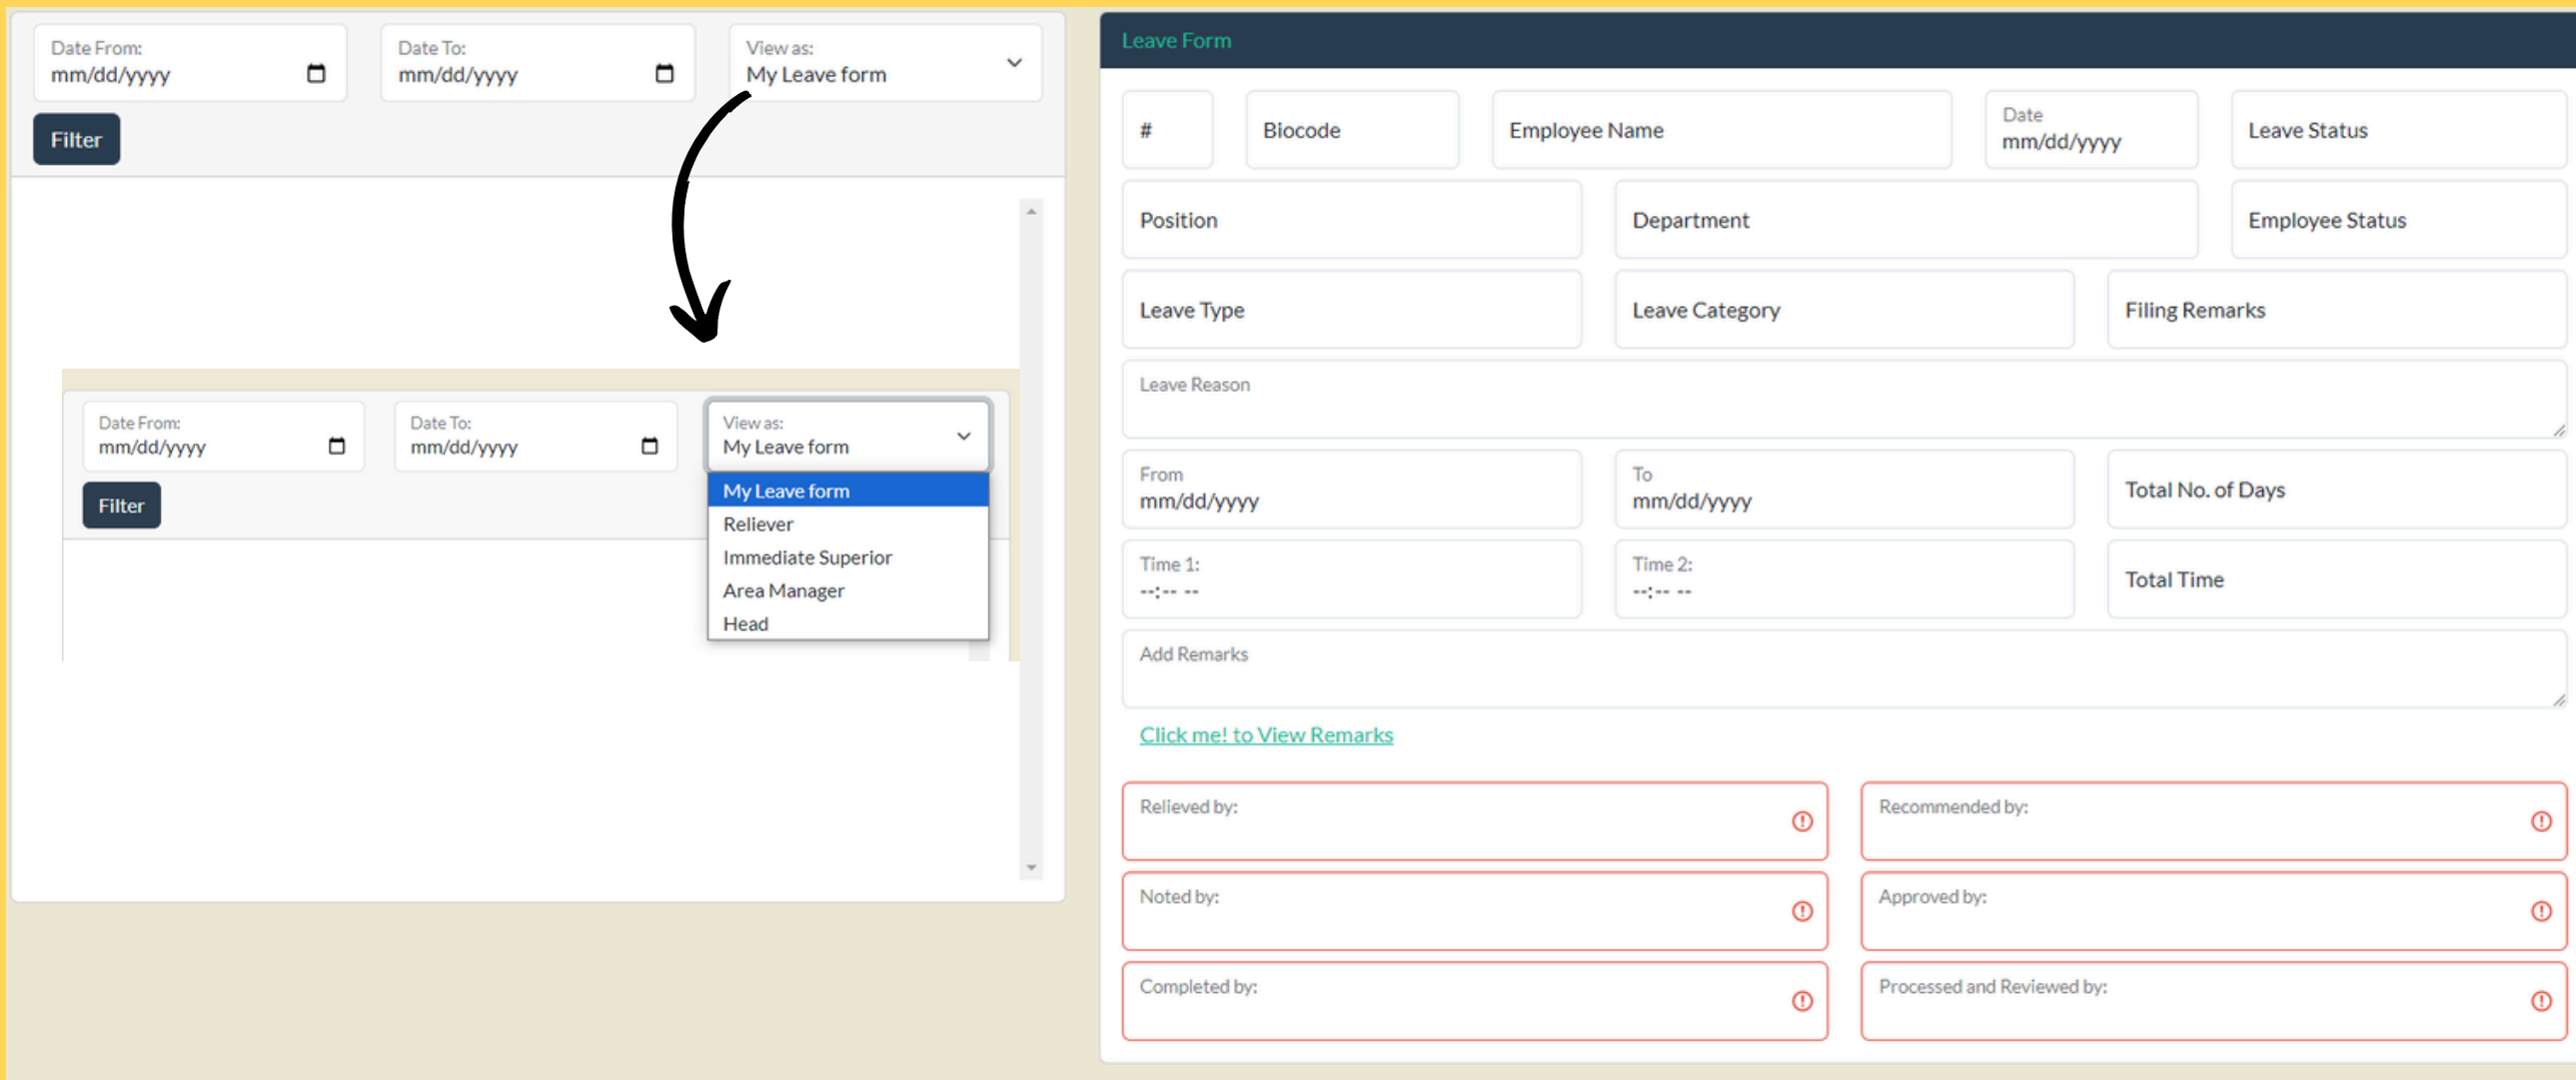 Date From:
mm/dd/yyyy
Date To:
mm/dd/yyyy
View as:
My Leave form
Filter
Date From:
mm/dd/yyyy
Date To:
mm/dd/yyyy
View as:
My Leave form
Filter
My Leave form
Reliever
Immediate Superior
Area Manager
Head
Leave Form
#
Biocode
Employee Name
Date
mm/dd/yyyy
Leave Status
Position
Department
Employee Status
Leave Type
Leave Category
Filing Remarks
Leave Reason
From
mm/dd/yyyy
To
mm/dd/yyyy
Total No. of Days
Time 1:
--:-- --
Time 2:
--:-- --
Total Time
Add Remarks
Click me! to View Remarks
Relieved by:
Recommended by:
Noted by:
Approved by:
Completed by:
Processed and Reviewed by: